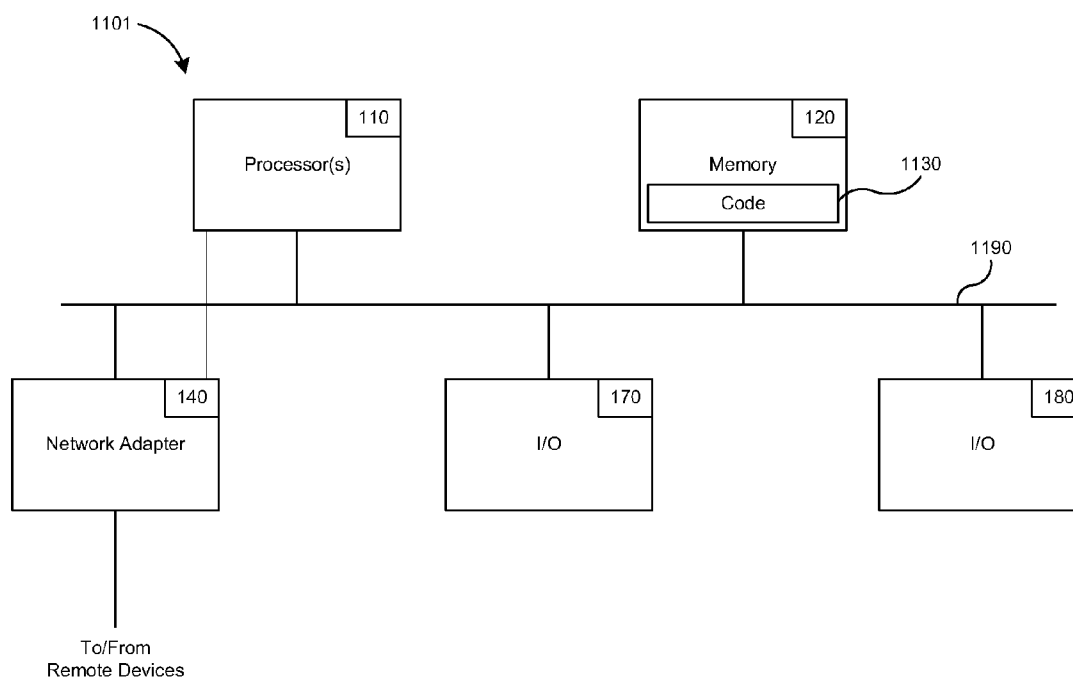 1101
110
Processor(s)
120
Memory
Code
1130
1190
140
Network Adapter
170
I/O
180
I/O
To/From
Remote Devices